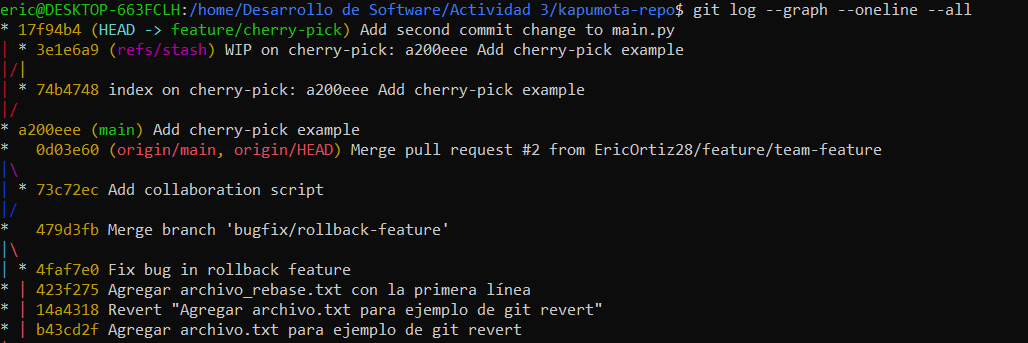 eric@DESKTOP-663FCLH:/home/Desarrollo de Software/Actividad 3/kapumota-repo$ git log --graph --oneline --all
* 17f94b4 (HEAD -> feature/cherry-pick) Add second commit change to main.py
| * 3e1e6a9 (refs/stash) WIP on cherry-pick: a200eee Add cherry-pick example
|/|
| * 74b4748 index on cherry-pick: a200eee Add cherry-pick example
|/
* a200eee (main) Add cherry-pick example
*   0d03e60 (origin/main, origin/HEAD) Merge pull request #2 from EricOrtiz28/feature/team-feature
|\
| * 73c72ec Add collaboration script
|/
*   479d3fb Merge branch 'bugfix/rollback-feature'
|\
| * 4faf7e0 Fix bug in rollback feature
* | 423f275 Agregar archivo_rebase.txt con la primera línea
* | 14a4318 Revert "Agregar archivo.txt para ejemplo de git revert"
* | b43cd2f Agregar archivo.txt para ejemplo de git revert